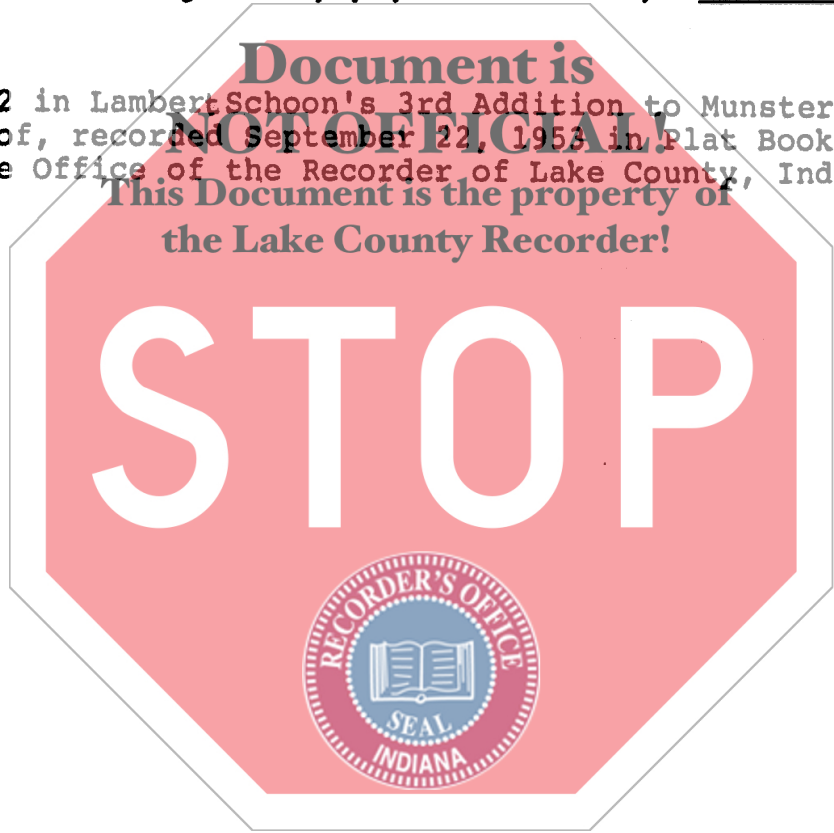 Document is
2 in Lambert Schoon's 3rd Addition to Munster
of, recorded September 22, 1953 in Plat Book
NOT OFFICIAL!
e Office of the Recorder of Lake County, Ind
This Document is the property of
the Lake County Recorder!
STOP
RECORDER'S OFFICE
SEAL
INDIANA